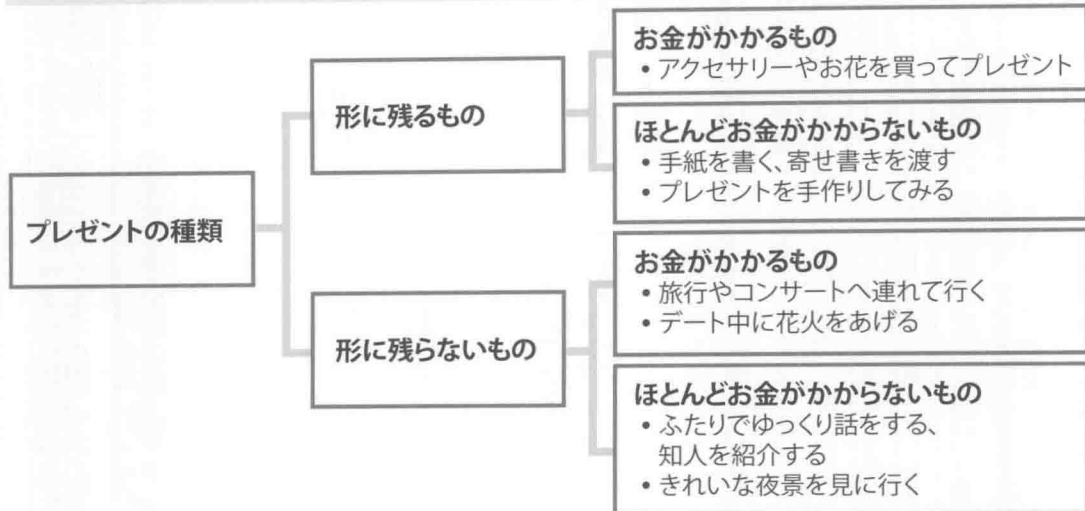 プレゼントの種類
形に残るもの
お金がかかるもの
• アクセサリーやお花を買ってプレゼント
ほとんどお金がかからないもの
• 手紙を書く、寄せ書きを渡す
• プレゼントを手作りしてみる
形に残らないもの
お金がかかるもの
• 旅行やコンサートへ連れて行く
• デート中に花火をあげる
ほとんどお金がかからないもの
• ふたりでゆっくり話をする、
知人を紹介する
• きれいな夜景を見に行く